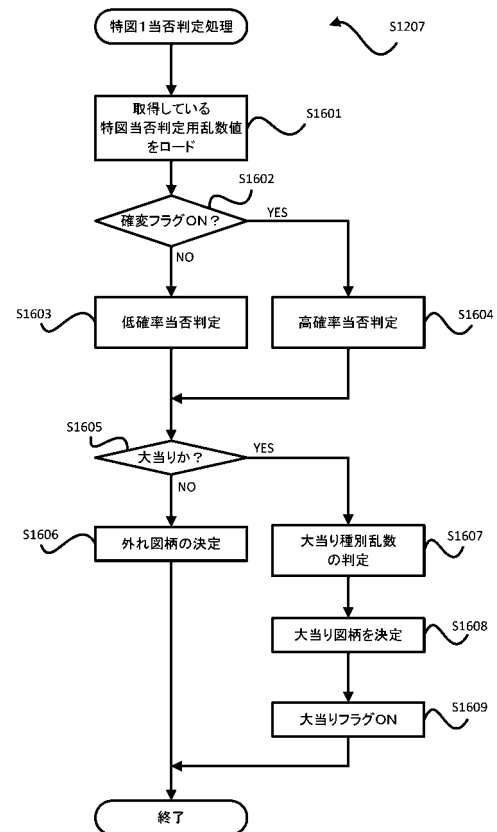 特図1当否判定処理
S1207
取得している
特図当否判定用乱数値
をロード
S1601
S1602
確変フラグON?
YES
NO
S1603
低確率当否判定
高確率当否判定
S1604
S1605
大当りか?
YES
NO
S1606
外れ図柄の決定
大当り種別乱数
の判定
S1607
大当り図柄を決定
S1608
大当りフラグON
S1609
終了